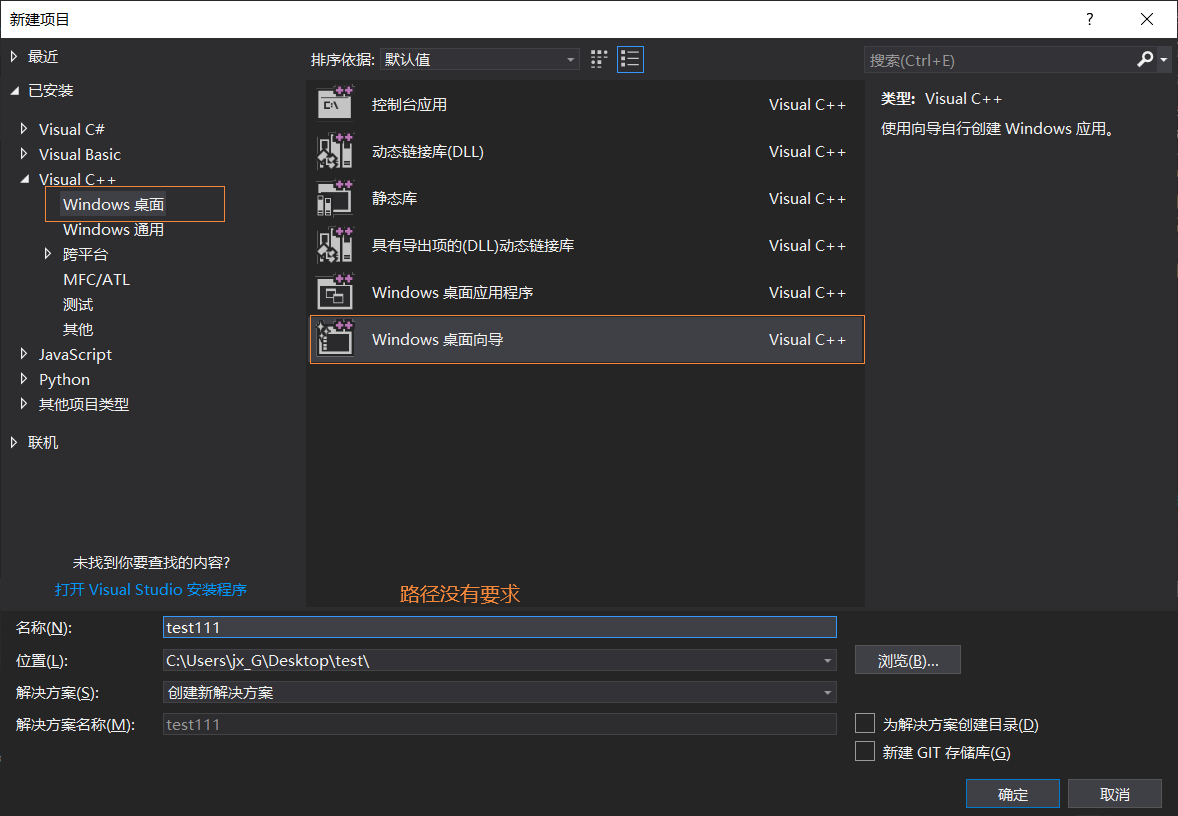 新建项目
?
最近
已安装
Visual C#
Visual Basic
Visual C++
Windows 桌面
Windows 通用
跨平台
MFC/ATL
测试
其他
JavaScript
Python
其他项目类型
联机
未找到你要查找的内容?
打开 Visual Studio 安装程序
排序依据: 默认值
控制台应用 Visual C++
动态链接库(DLL) Visual C++
静态库 Visual C++
具有导出项的(DLL)动态链接库 Visual C++
Windows 桌面应用程序 Visual C++
Windows 桌面向导 Visual C++
路径没有要求
搜索(Ctrl+E)
类型: Visual C++
使用向导自行创建 Windows 应用。
名称(N): test111
位置(L): C:\Users\jx_G\Desktop\test\
浏览(B)...
解决方案(S): 创建新解决方案
解决方案名称(M): test111
为解决方案创建目录(D)
新建 GIT 存储库(G)
确定 取消